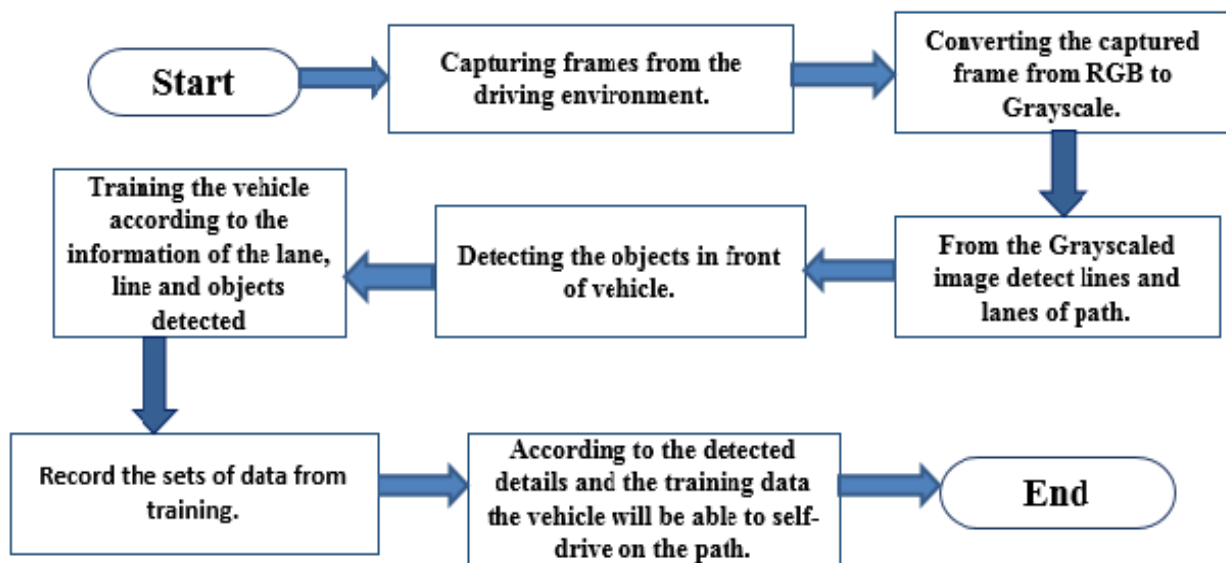 Start
Capturing frames from the
driving environment.
Converting the captured
frame from RGB to
Grayscale.
From the Grayscaled
image detect lines and
lanes of path.
Detecting the objects in front
of vehicle.
Training the vehicle
according to the
information of the lane,
line and objects
detected
Record the sets of data from
training.
According to the detected
details and the training data
the vehicle will be able to self-
drive on the path.
End